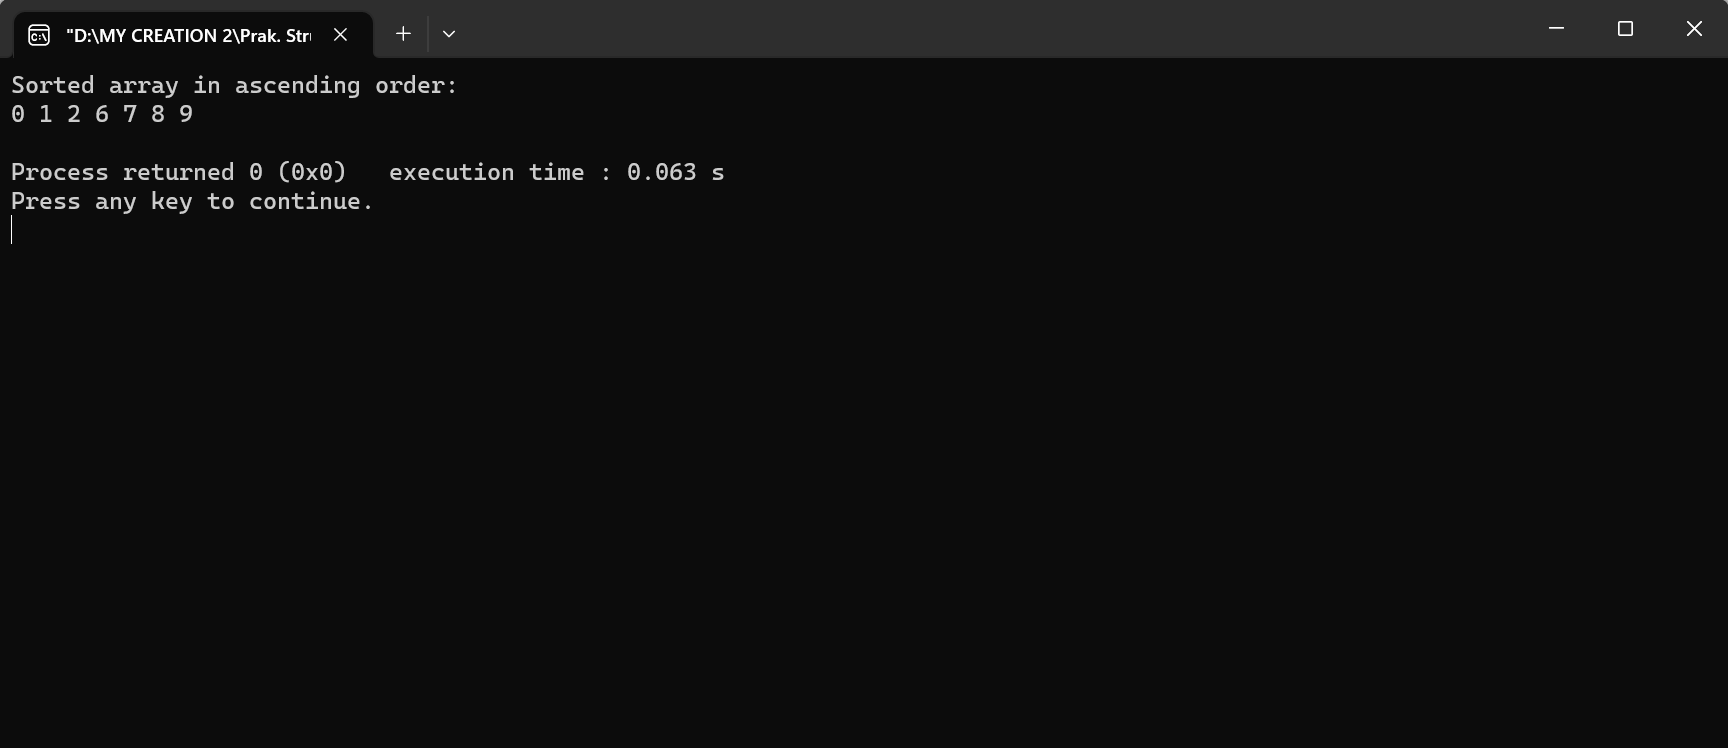 "D:\MY CREATION 2\Prak. Stru
Sorted array in ascending order:
0 1 2 6 7 8 9
Process returned 0 (0x0)   execution time : 0.063 s
Press any key to continue.